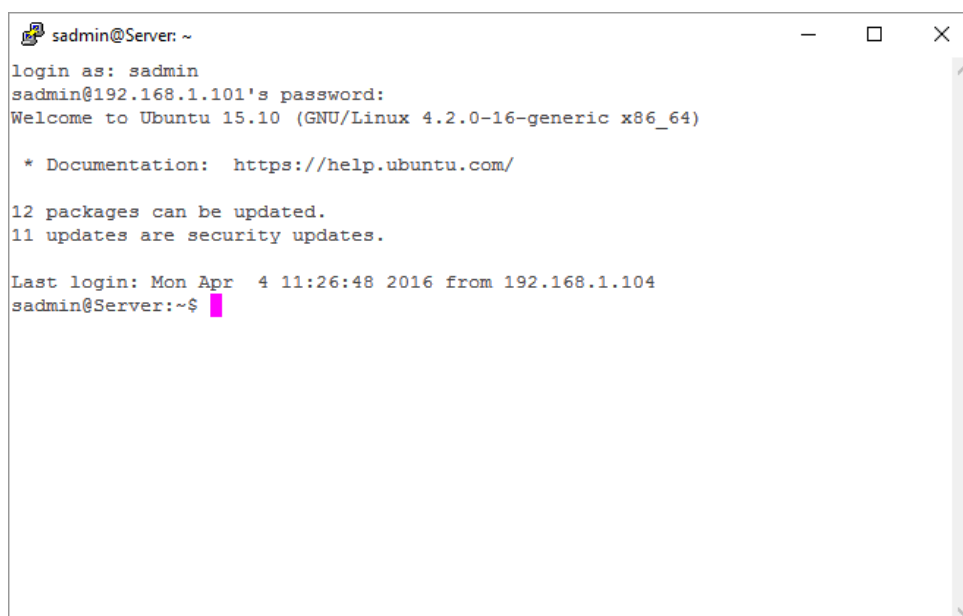 sadmin@Server: ~
login as: sadmin
sadmin@192.168.1.101's password:
Welcome to Ubuntu 15.10 (GNU/Linux 4.2.0-16-generic x86_64)
 * Documentation:  https://help.ubuntu.com/
12 packages can be updated.
11 updates are security updates.
Last login: Mon Apr  4 11:26:48 2016 from 192.168.1.104
sadmin@Server:~$